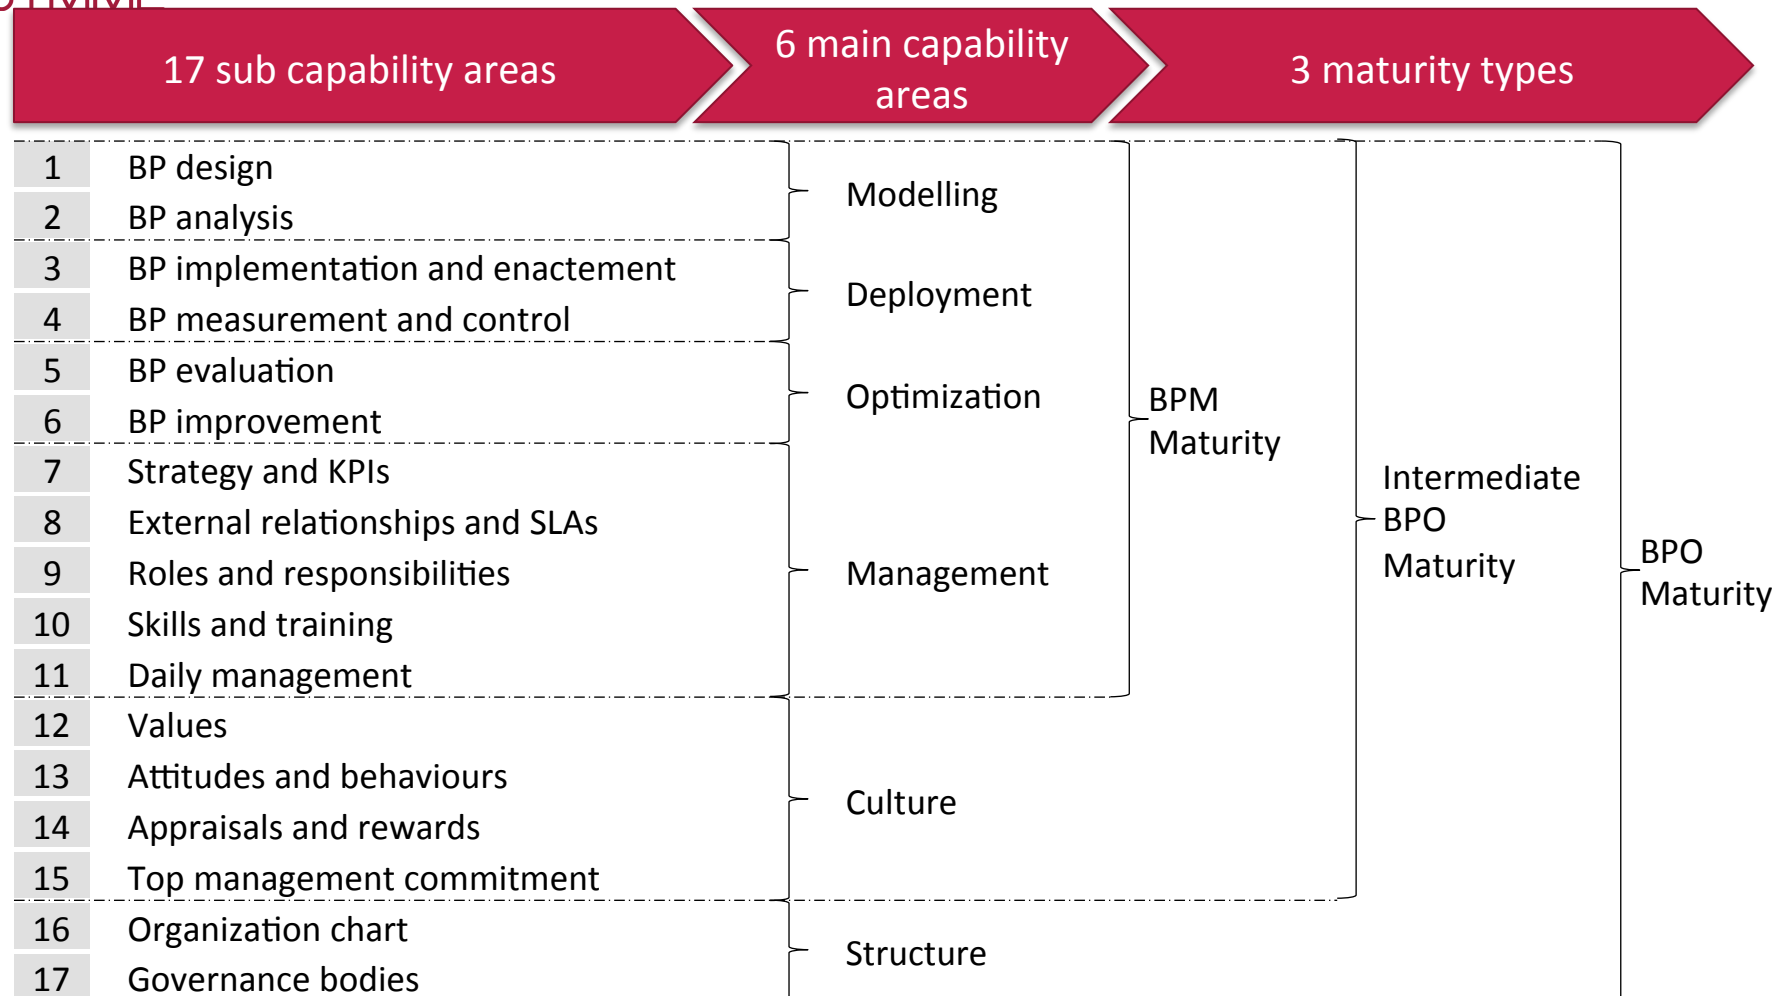 17 sub capability areas
6 main capability
areas
3 maturity types
1 BP design
2 BP analysis
Modelling
3 BP implementation and enactement
4 BP measurement and control
Deployment
5 BP evaluation
6 BP improvement
Optimization
7 Strategy and KPIs
8 External relationships and SLAs
9 Roles and responsibilities
10 Skills and training
11 Daily management
Management
12 Values
13 Attitudes and behaviours
14 Appraisals and rewards
15 Top management commitment
Culture
16 Organization chart
17 Governance bodies
Structure
BPM
Maturity
Intermediate
BPO
Maturity
BPO
Maturity